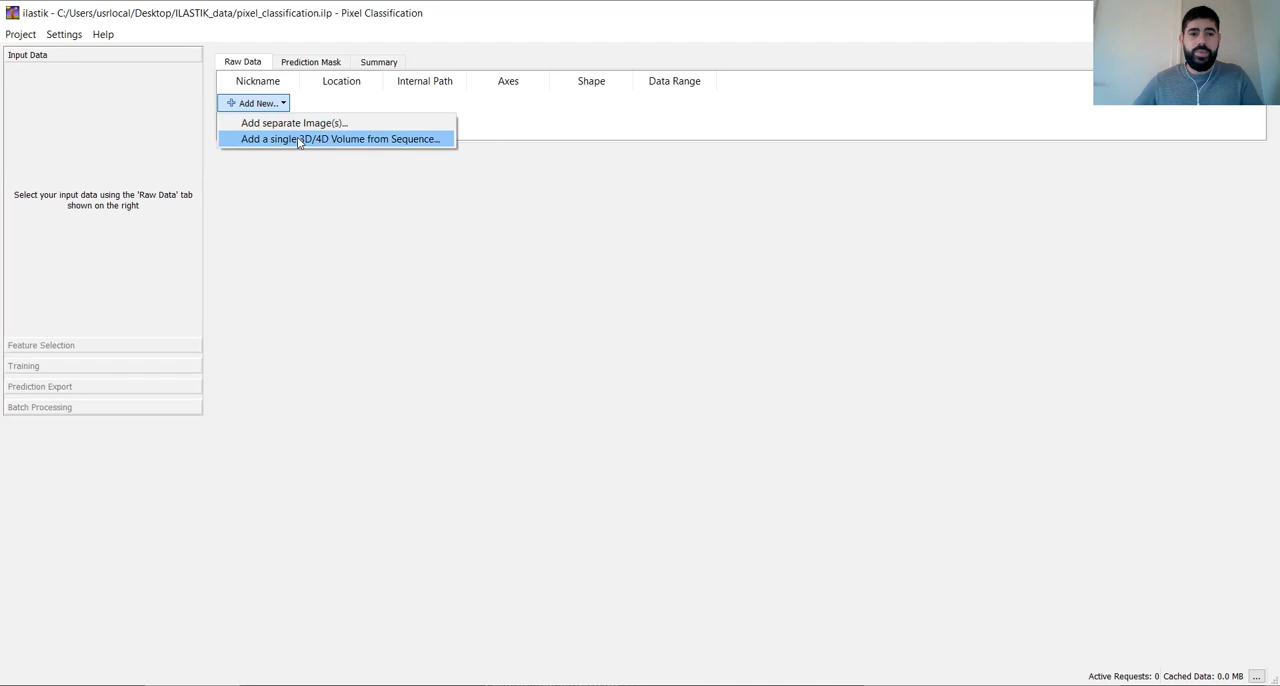 ilastik - C:/Users/usrlocal/Desktop/ILASTIK_data/pixel_classification.ilp - Pixel Classification
Project Settings Help
Input Data
Raw Data Prediction Mask Summary
Nickname Location Internal Path Axes Shape Data Range
Add New..
Add separate Image(s)...
Add a single 3D/4D Volume from Sequence...
Select your input data using the 'Raw Data' tab
shown on the right
Feature Selection
Training
Prediction Export
Batch Processing
Active Requests: 0 Cached Data: 0.0 MB ...